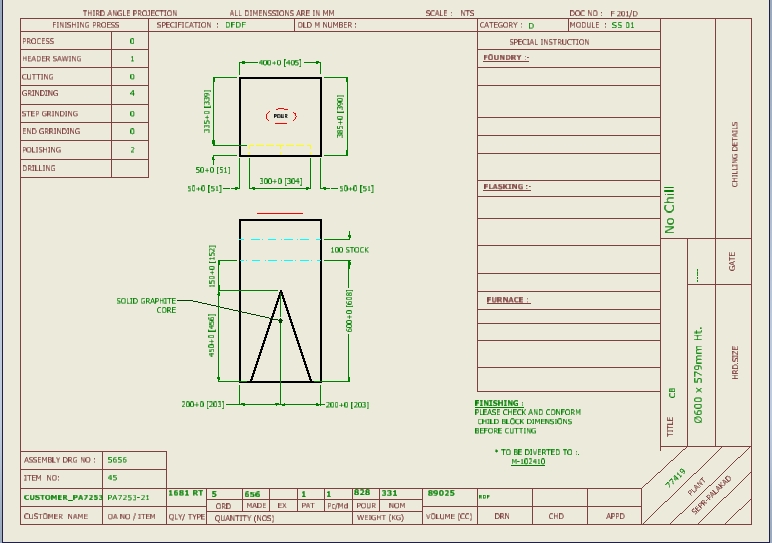 THIRD ANGLE PROJECTION
ALL DIMENSSIONS ARE IN MM
SCALE : NTS
DOC NO : F 201/D
FINISHING PROESS
SPECIFICATION : DFDF
OLD M NUMBER :
CATEGORY : D
MODULE : SS 01
PROCESS 0
HEADER SAWING 1
CUTTING 0
GRINDING 4
STEP GRINDING 0
END GRRINDING 0
POLISHING 2
DRILLING
SPECIAL INSTRUCTION
FOUNDRY :-
FLASKING :-
FURNACE :-
400+0 [405]
335+0 [339]
POUR
385+0 [390]
50+0 [51]
300+0 [304]
50+0 [51]
50+0 [51]
100 STOCK
150+0 [152]
SOLID GRAPHITE
CORE
450+0 [456]
600+0 [608]
200+0 [203]
200+0 [203]
No Chill
CHILLING DETAILS
GATE
-----
TITLE CB
Ø600 x 579mm Ht.
HRD.SIZE
FINISHING :
PLEASE CHECK AND CONFORM
CHILD BLOCK DIMENSIONS
BEFORE CUTTING
* TO BE DIVERTED TO :.
M-102410
77419
PLANT
SEPR-PALAKAD
ASSEMBLY DRG NO : 5656
ITEM NO: 45
CUSTOMER_PA7253 PA7253-21 1681 RT 5 656 1 1 828 331 89025
ORD MADE EX PAT Pc/Md POUR NOM
CUSTOMER NAME OA NO / ITEM QLY/ TYPE QUANTITY (NOS) WEIGHT (KG) VOLUME (CC) DRN CHD APPD